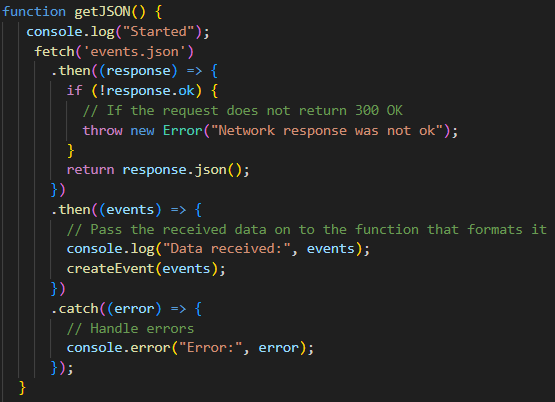 function getJSON() {
console.log("Started");
fetch('events.json')
.then((response) => {
if (!response.ok) {
// If the request does not return 300 OK
throw new Error("Network response was not ok");
}
return response.json();
})
.then((events) => {
// Pass the received data on to the function that formats it
console.log("Data received:", events);
createEvent(events);
})
.catch((error) => {
// Handle errors
console.error("Error:", error);
});
}